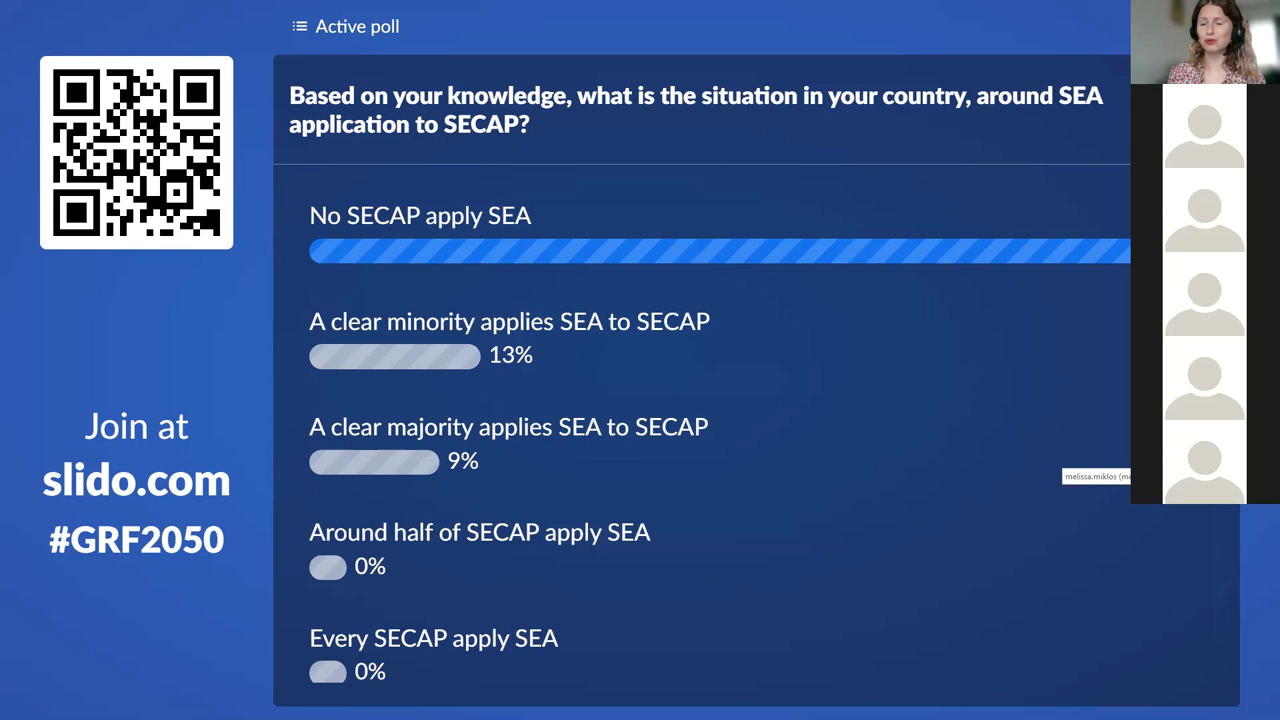 Active poll
Based on your knowledge, what is the situation in your country, around SEA
application to SECAP?
No SECAP apply SEA
A clear minority applies SEA to SECAP
13%
A clear majority applies SEA to SECAP
9%
Around half of SECAP apply SEA
0%
Every SECAP apply SEA
0%
Join at
slido.com
#GRF2050
melissa.miklos (m